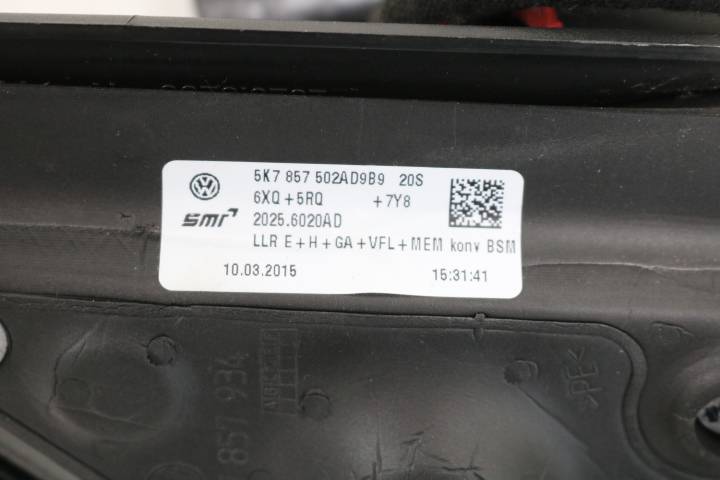 5K7 857 502AD9B9 20S
6XQ+5RQ +7Y8
smr
2025.6020AD
LLR E+H+GA+VFL+MEM konv BSM
10.03.2015 15:31:41
857 934
>PE<